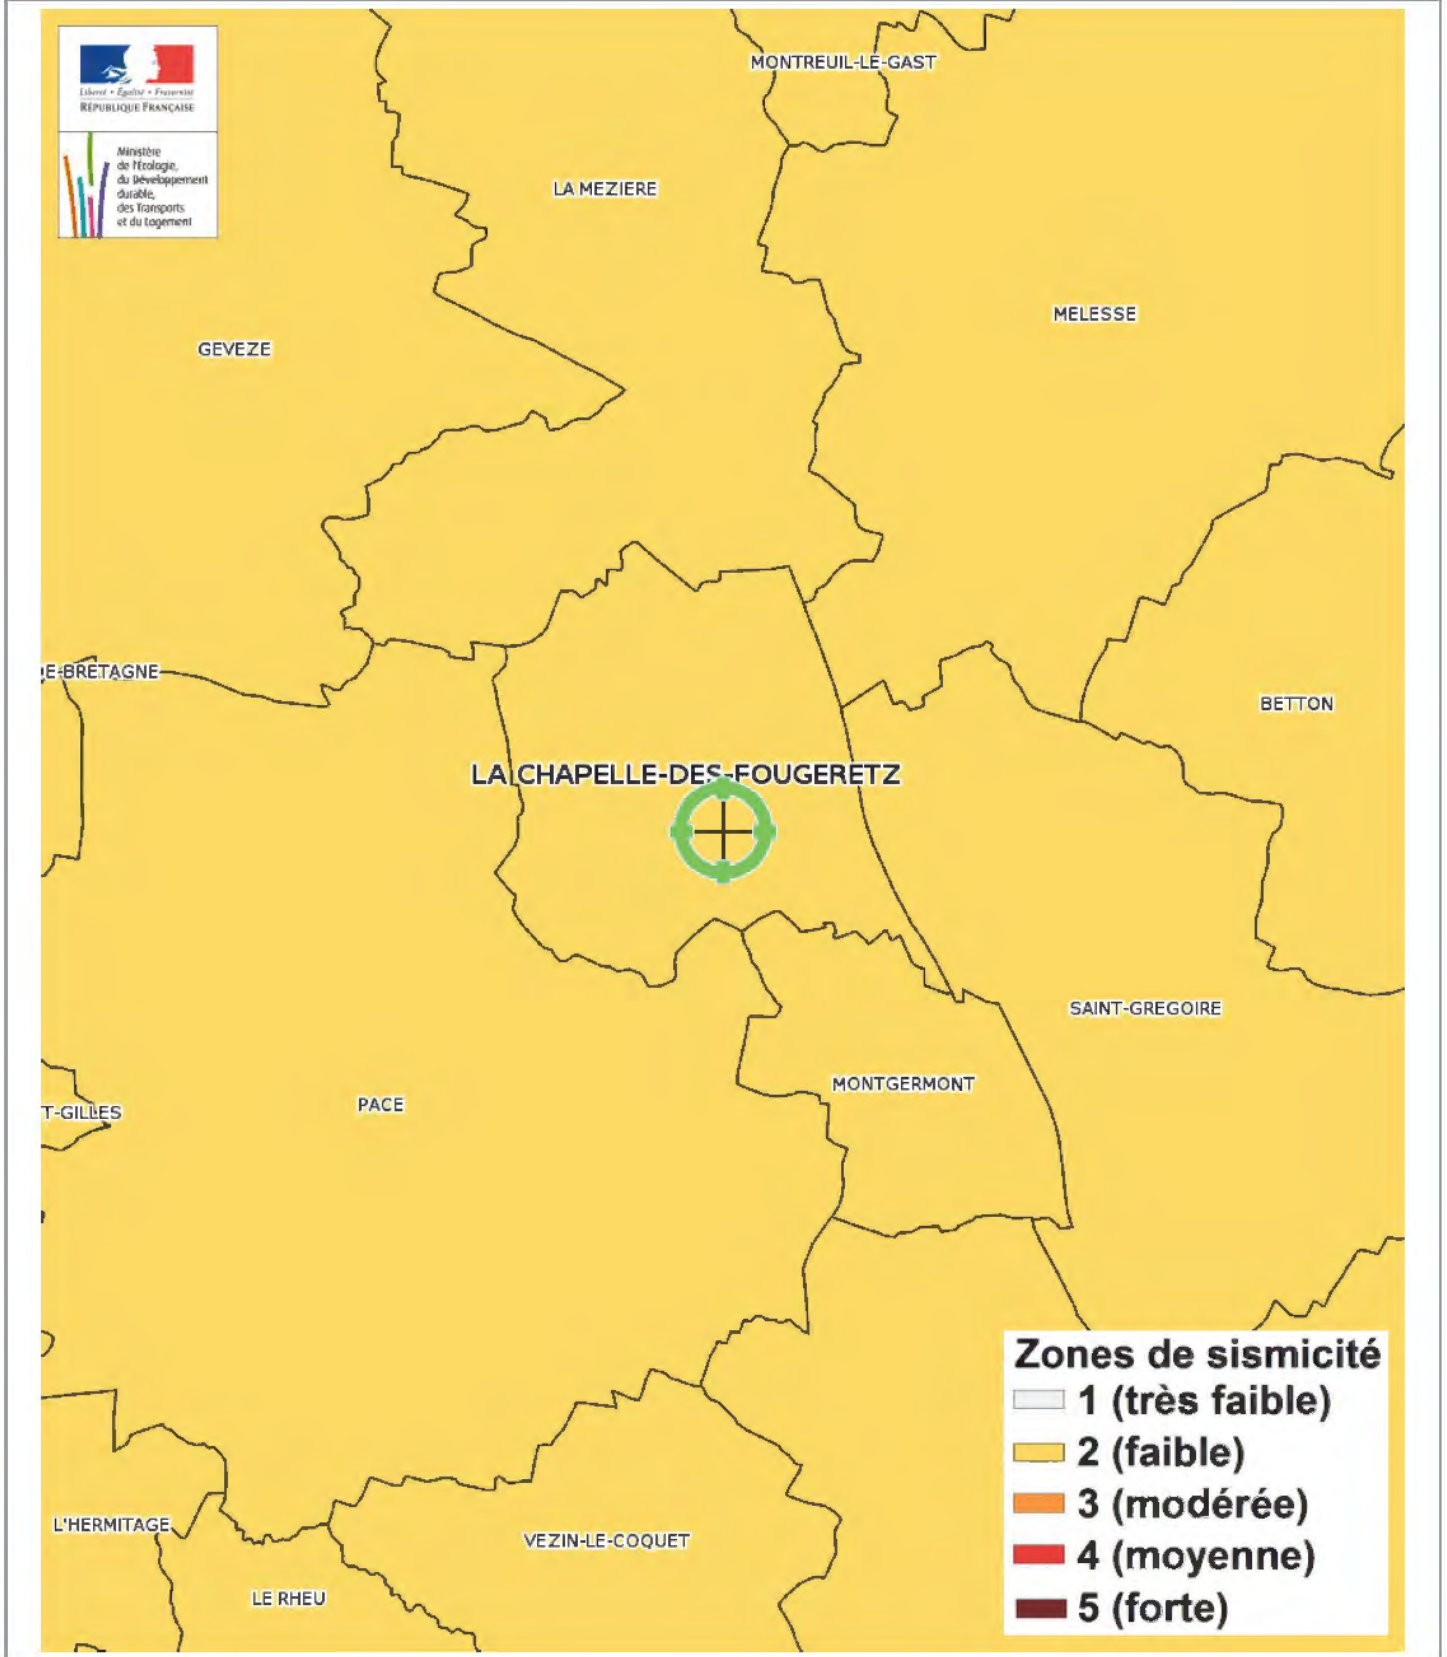 Liberté • Égalité • Fraternité
RÉPUBLIQUE FRANÇAISE
Ministère
de l'Écologie,
du Développement
durable,
des Transports
et du Logement
MONTREUIL-LE-GAST
LA MEZIERE
MELESSE
GEVEZE
E-BRETAGNE
BETTON
LA CHAPELLE-DES-FOUGERETZ
SAINT-GREGOIRE
MONTGERMONT
PACE
T-GILLES
L'HERMITAGE
VEZIN-LE-COQUET
LE RHEU
Zones de sismicité
1 (très faible)
2 (faible)
3 (modérée)
4 (moyenne)
5 (forte)